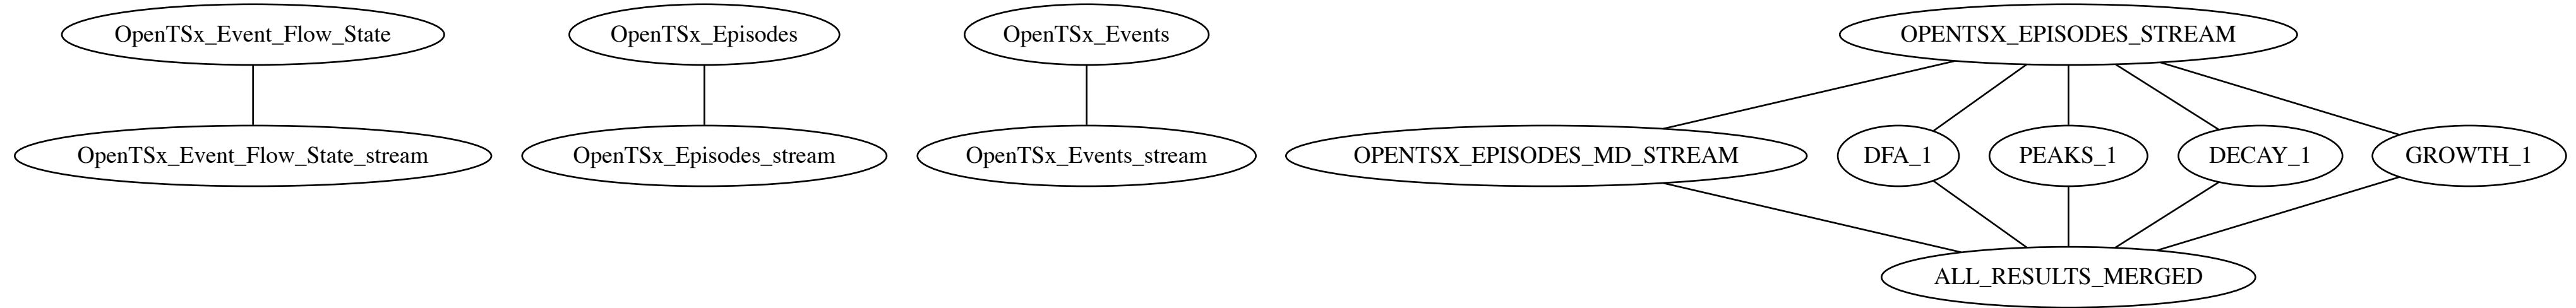 OpenTSx_Event_Flow_State
OpenTSx_Episodes
OpenTSx_Events
OPENTSX_EPISODES_STREAM
OpenTSx_Event_Flow_State_stream
OpenTSx_Episodes_stream
OpenTSx_Events_stream
OPENTSX_EPISODES_MD_STREAM
DFA_1
PEAKS_1
DECAY_1
GROWTH_1
ALL_RESULTS_MERGED